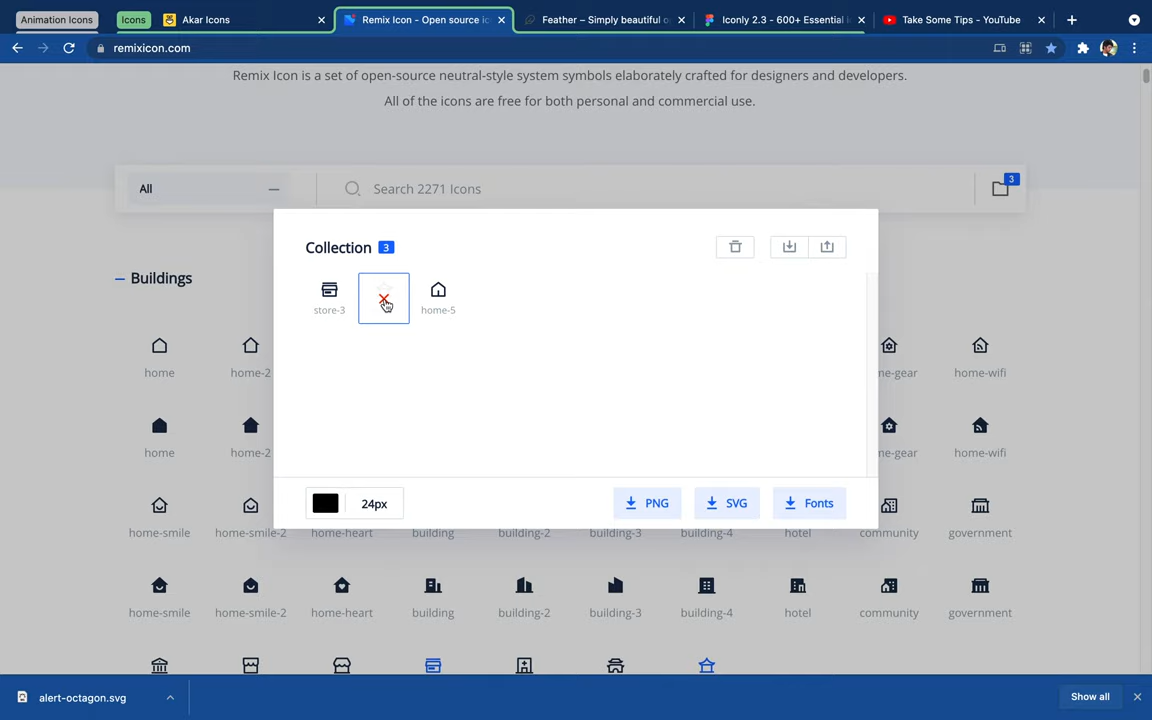 Animation Icons
Icons
Akar Icons
Remix Icon - Open source ic
Feather – Simply beautiful o
Iconly 2.3 - 600+ Essential i
Take Some Tips - YouTube
remixicon.com
Remix Icon is a set of open-source neutral-style system symbols elaborately crafted for designers and developers.
All of the icons are free for both personal and commercial use.
All
Search 2271 Icons
3
Collection 3
store-3
home-5
24px
PNG
SVG
Fonts
Buildings
home
home-2
me-gear
home-wifi
home
home-2
me-gear
home-wifi
home-smile
home-smile-2
home-heart
building
building-2
building-3
building-4
hotel
community
government
home-smile
home-smile-2
home-heart
building
building-2
building-3
building-4
hotel
community
government
alert-octagon.svg
Show all